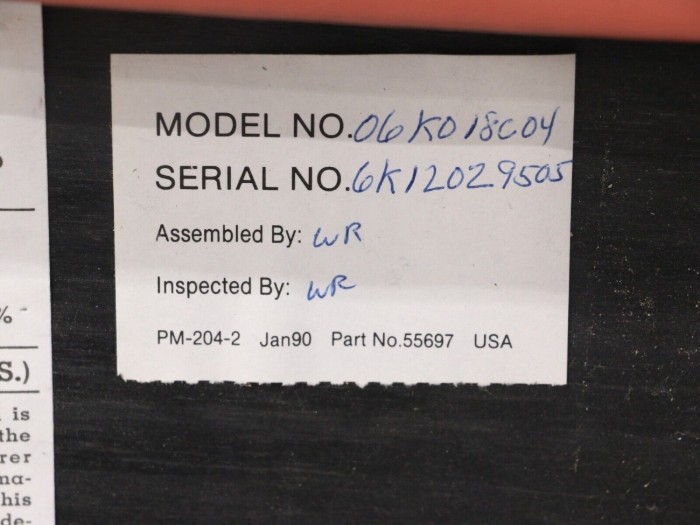 MODEL NO.06K018C04
SERIAL NO.6K12029505
Assembled By: WR
Inspected By: WR
PM-204-2 Jan90 Part No.55697 USA
%
S.)
is
the
rer
ma-
his
de-